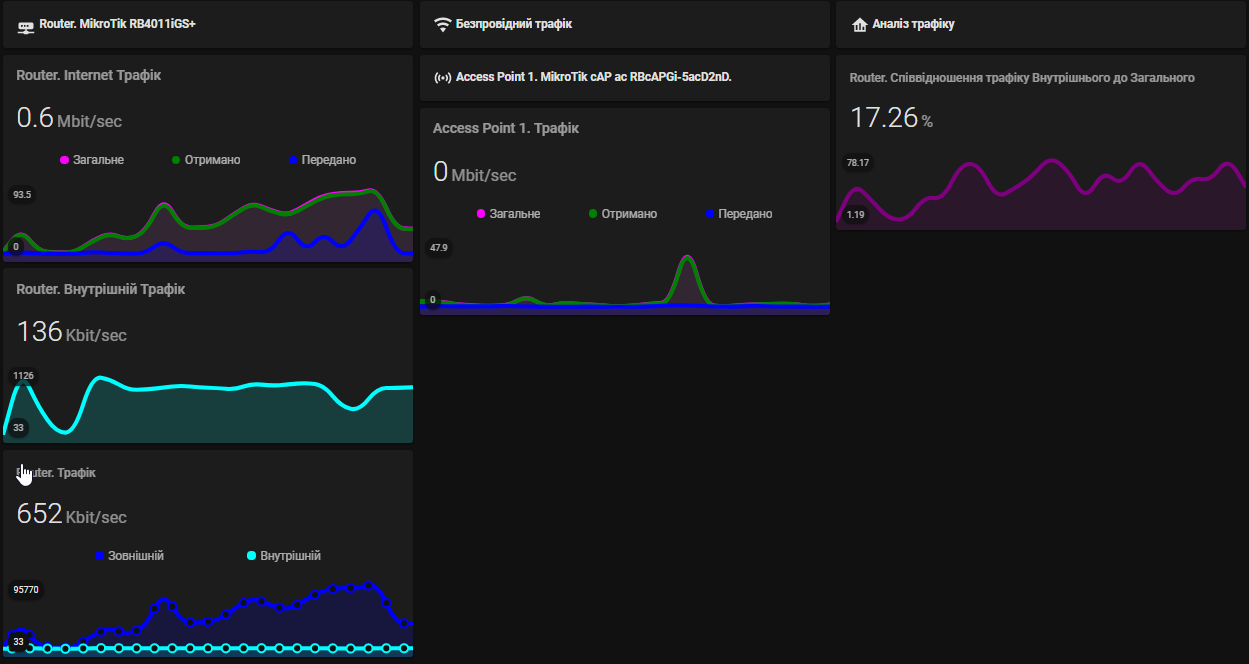 Router. MikroTik RB4011iGS+
Router. Internet Трафік
0.6 Mbit/sec
Загальне Отримано Передано
93.5
0
Router. Внутрішній Трафік
136 Kbit/sec
1126
33
Router. Трафік
652 Kbit/sec
Зовнішній Внутрішній
95770
33
Безпровідний трафік
Access Point 1. MikroTik cAP ac RBcAPGi-5acD2nD.
Access Point 1. Трафік
0 Mbit/sec
Загальне Отримано Передано
47.9
0
Аналіз трафіку
Router. Співвідношення трафіку Внутрішнього до Загального
17.26 %
78.17
1.19